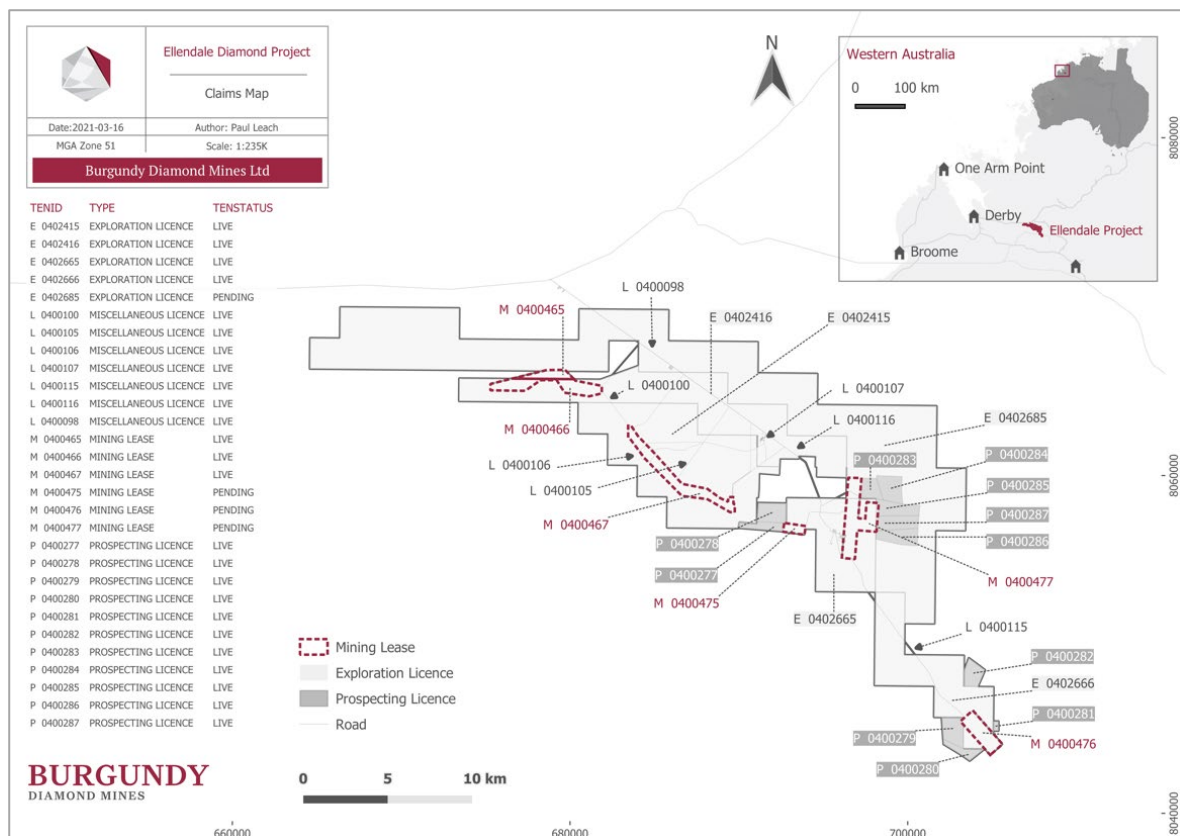 Ellendale Diamond Project
Claims Map
Date:2021-03-16
Author: Paul Leach
MGA Zone 51
Scale: 1:235K
Burgundy Diamond Mines Ltd
TENID TYPE TENSTATUS
E 0402415 EXPLORATION LICENCE LIVE
E 0402416 EXPLORATION LICENCE LIVE
E 0402665 EXPLORATION LICENCE LIVE
E 0402666 EXPLORATION LICENCE LIVE
E 0402685 EXPLORATION LICENCE PENDING
L 0400100 MISCELLANEOUS LICENCE LIVE
L 0400105 MISCELLANEOUS LICENCE LIVE
L 0400106 MISCELLANEOUS LICENCE LIVE
L 0400107 MISCELLANEOUS LICENCE LIVE
L 0400115 MISCELLANEOUS LICENCE LIVE
L 0400116 MISCELLANEOUS LICENCE LIVE
L 0400098 MISCELLANEOUS LICENCE LIVE
M 0400465 MINING LEASE LIVE
M 0400466 MINING LEASE LIVE
M 0400467 MINING LEASE LIVE
M 0400475 MINING LEASE PENDING
M 0400476 MINING LEASE PENDING
M 0400477 MINING LEASE PENDING
P 0400277 PROSPECTING LICENCE LIVE
P 0400278 PROSPECTING LICENCE LIVE
P 0400279 PROSPECTING LICENCE LIVE
P 0400280 PROSPECTING LICENCE LIVE
P 0400281 PROSPECTING LICENCE LIVE
P 0400282 PROSPECTING LICENCE LIVE
P 0400283 PROSPECTING LICENCE LIVE
P 0400284 PROSPECTING LICENCE LIVE
P 0400285 PROSPECTING LICENCE LIVE
P 0400286 PROSPECTING LICENCE LIVE
P 0400287 PROSPECTING LICENCE LIVE
BURGUNDY
DIAMOND MINES
N
Western Australia
0 100 km
One Arm Point
Derby
Ellendale Project
Broome
L 0400098
M 0400465
E 0402416
E 0402415
L 0400100
L 0400107
M 0400466
L 0400116
E 0402685
P 0400284
P 0400283
L 0400106
P 0400285
L 0400105
P 0400287
M 0400467
P 0400278
P 0400286
P 0400277
M 0400477
M 0400475
E 0402665
L 0400115
P 0400282
E 0402666
P 0400281
P 0400279
M 0400476
P 0400280
Mining Lease
Exploration Licence
Prospecting Licence
Road
0 5 10 km
660000
680000
700000
8080000
8060000
8040000